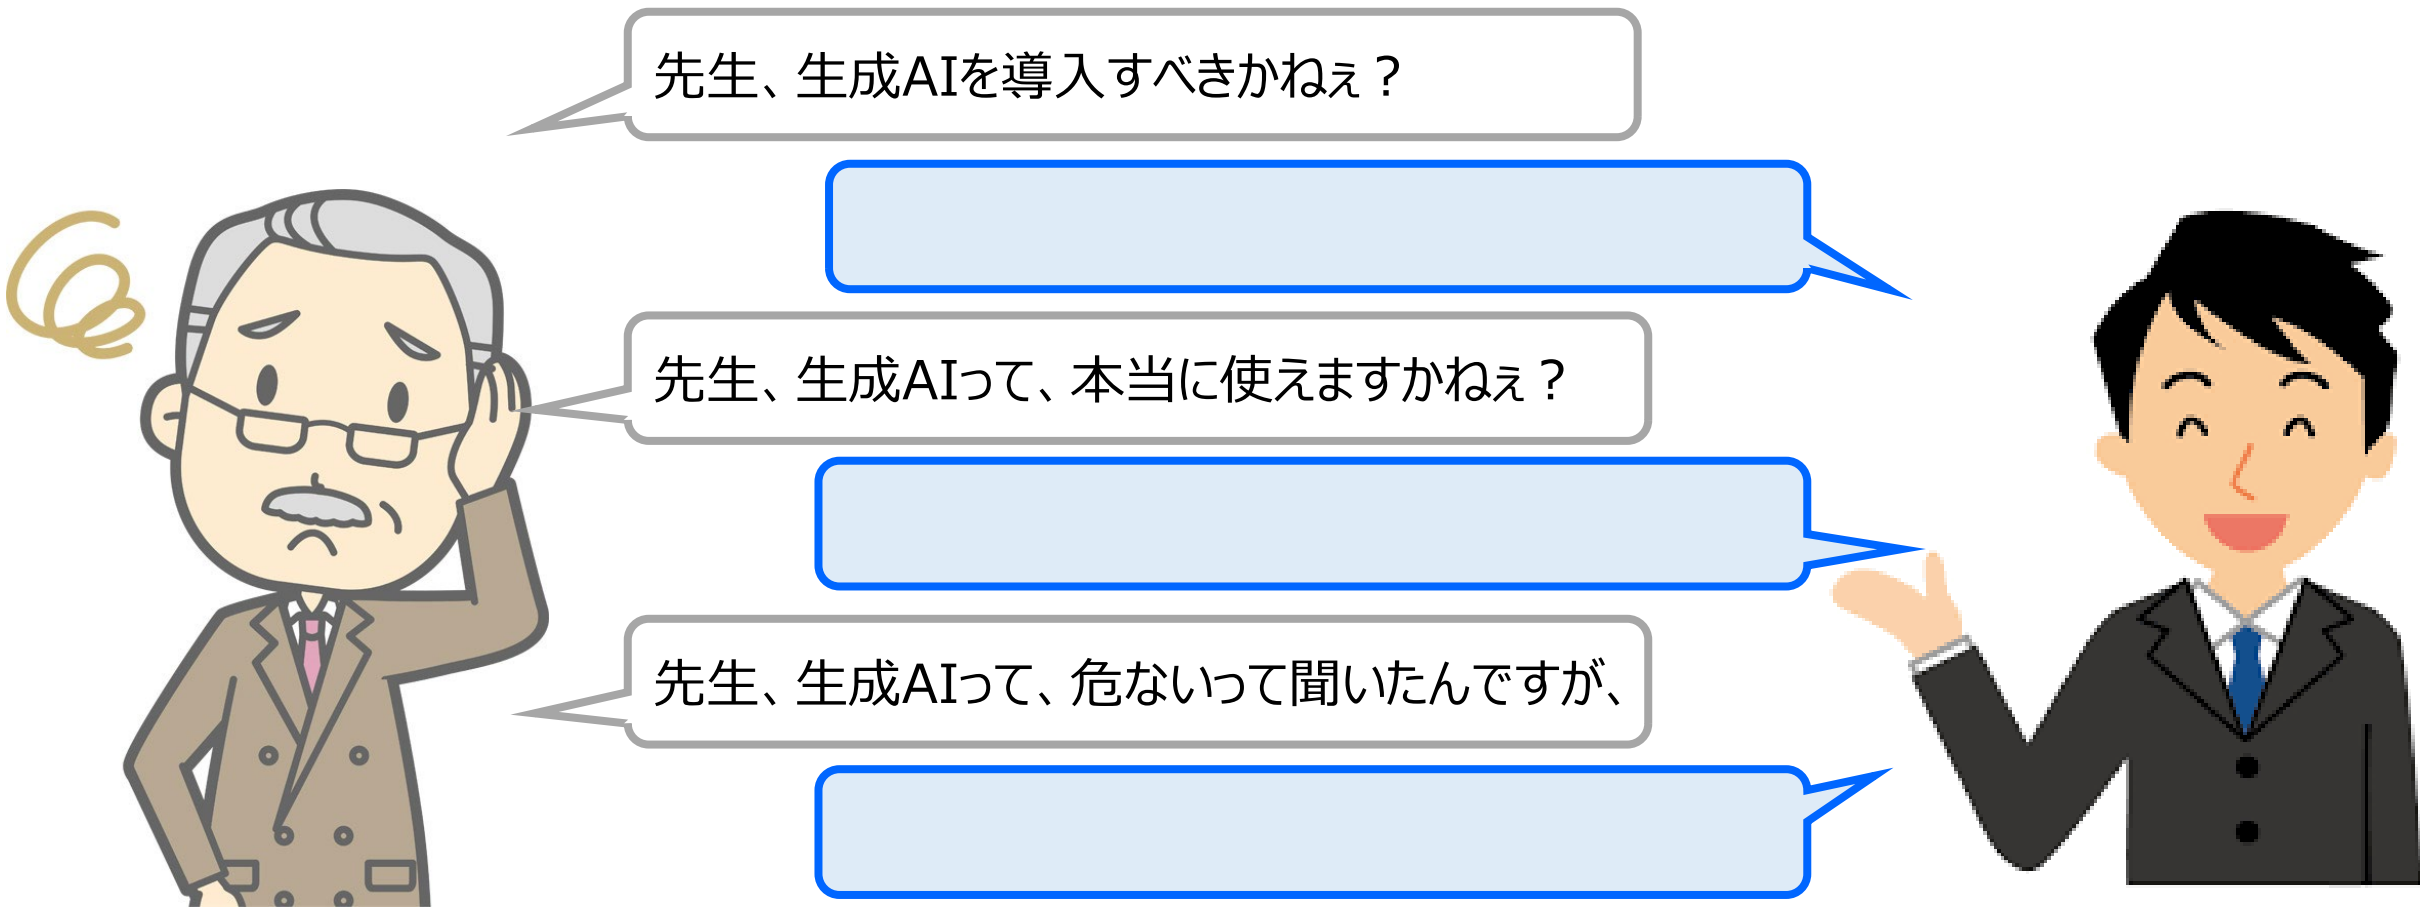 先生、生成AIを導入すべきかねぇ？
先生、生成AIって、本当に使えますかねぇ？
先生、生成AIって、危ないって聞いたんですが、